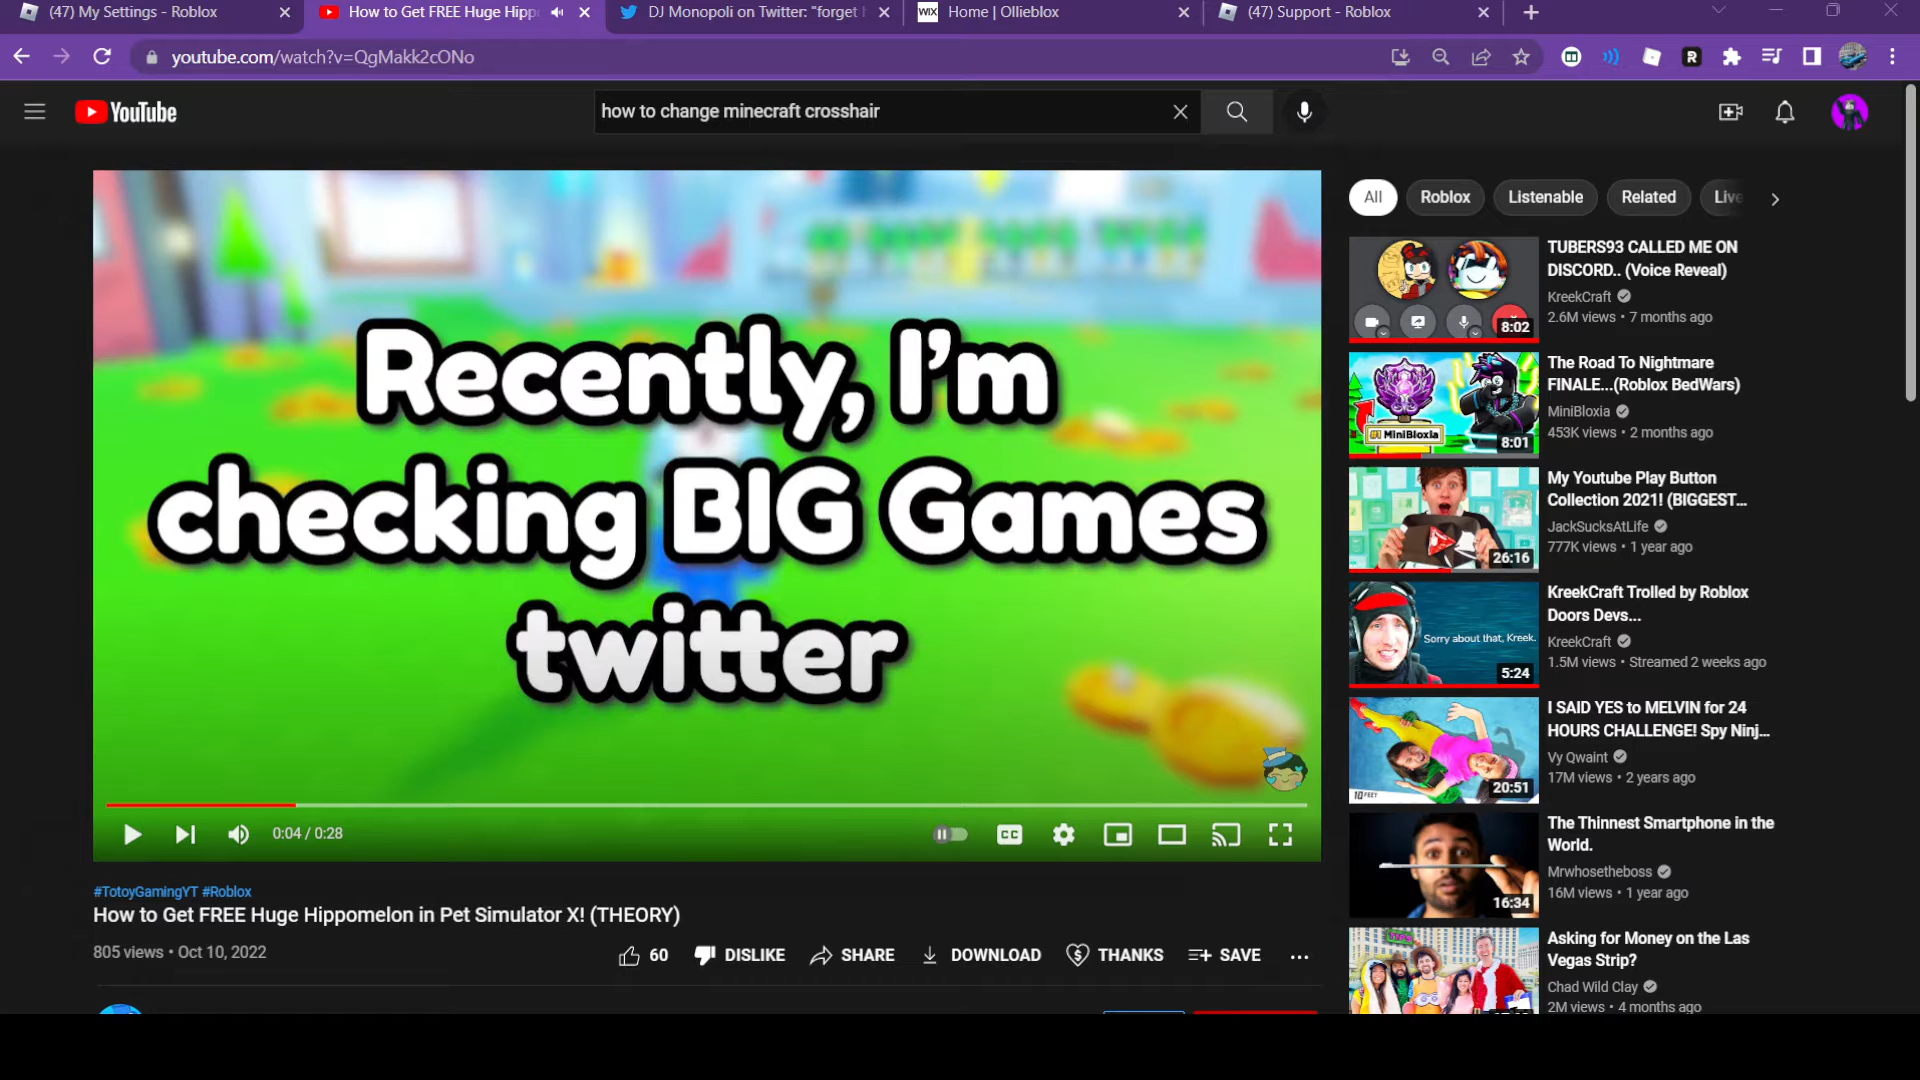 (47) My Settings - Roblox
How to Get FREE Huge Hipp
DJ Monopoli on Twitter: "forget
WIX
Home | Ollieblox
(47) Support - Roblox
youtube.com/watch?v=QgMakk2cONo
YouTube
how to change minecraft crosshair
Recently, I'm
checking BIG Games
twitter
0:04 / 0:28
CC
#TotoyGamingYT #Roblox
How to Get FREE Huge Hippomelon in Pet Simulator X! (THEORY)
805 views • Oct 10, 2022
60
DISLIKE
SHARE
DOWNLOAD
THANKS
SAVE
All
Roblox
Listenable
Related
Live
8:02
TUBERS93 CALLED ME ON
DISCORD.. (Voice Reveal)
KreekCraft
2.6M views • 7 months ago
#1 MiniBloxia
8:01
The Road To Nightmare
FINALE...(Roblox BedWars)
MiniBloxia
453K views • 2 months ago
26:16
My Youtube Play Button
Collection 2021! (BIGGEST...
JackSucksAtLife
777K views • 1 year ago
Sorry about that, Kreek.
5:24
KreekCraft Trolled by Roblox
Doors Devs...
KreekCraft
1.5M views • Streamed 2 weeks ago
10 FEET
20:51
I SAID YES to MELVIN for 24
HOURS CHALLENGE! Spy Ninj...
Vy Qwaint
17M views • 2 years ago
16:34
The Thinnest Smartphone in the
World.
Mrwhosetheboss
16M views • 1 year ago
Asking for Money on the Las
Vegas Strip?
Chad Wild Clay
2M views • 4 months ago